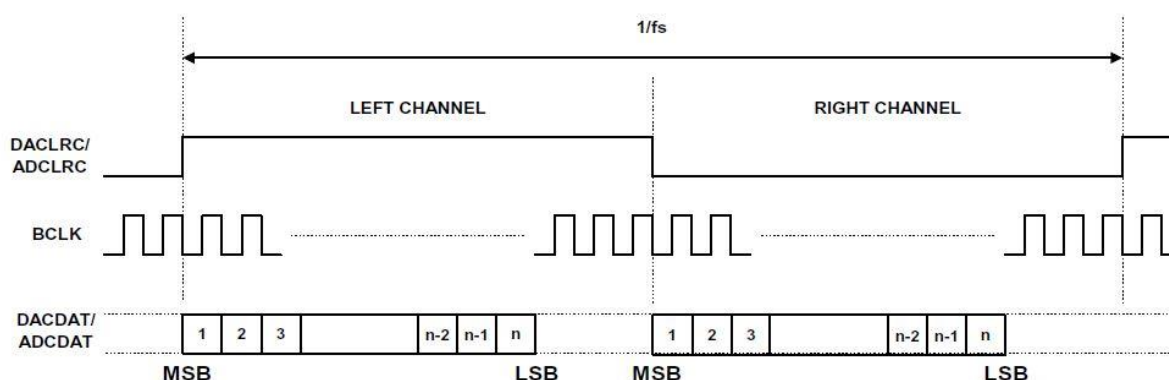 1/fs
LEFT CHANNEL RIGHT CHANNEL
DACLRC/
ADCLRC
BCLK
DACDAT/
ADCDAT
1 2 3 n-2 n-1 n 1 2 3 n-2 n-1 n
MSB LSB MSB LSB